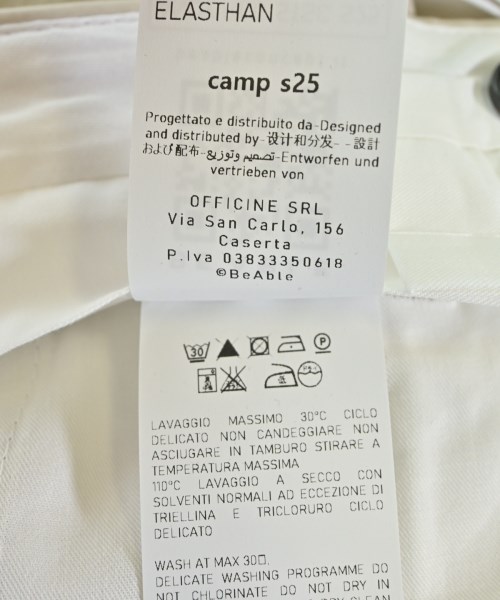 ELASTHAN
camp s25
Progettato e distribuito da-Designed
and distributed by-设计和分发- -設計
および配布-تصميم وتوزيع-Entworfen und
vertrieben von
OFFICINE SRL
Via San Carlo, 156
Caserta
P.Iva 03833350618
©BeAble
30
P
LAVAGGIO MASSIMO 30°C CICLO
DELICATO NON CANDEGGIARE NON
ASCIUGARE IN TAMBURO STIRARE A
TEMPERATURA MASSIMA
110°C LAVAGGIO A SECCO CON
SOLVENTI NORMALI AD ECCEZIONE DI
TRIELLINA E TRICLORURO CICLO
DELICATO
WASH AT MAX 30□.
DELICATE WASHING PROGRAMME DO
NOT CHLORINATE DO NOT DRY IN